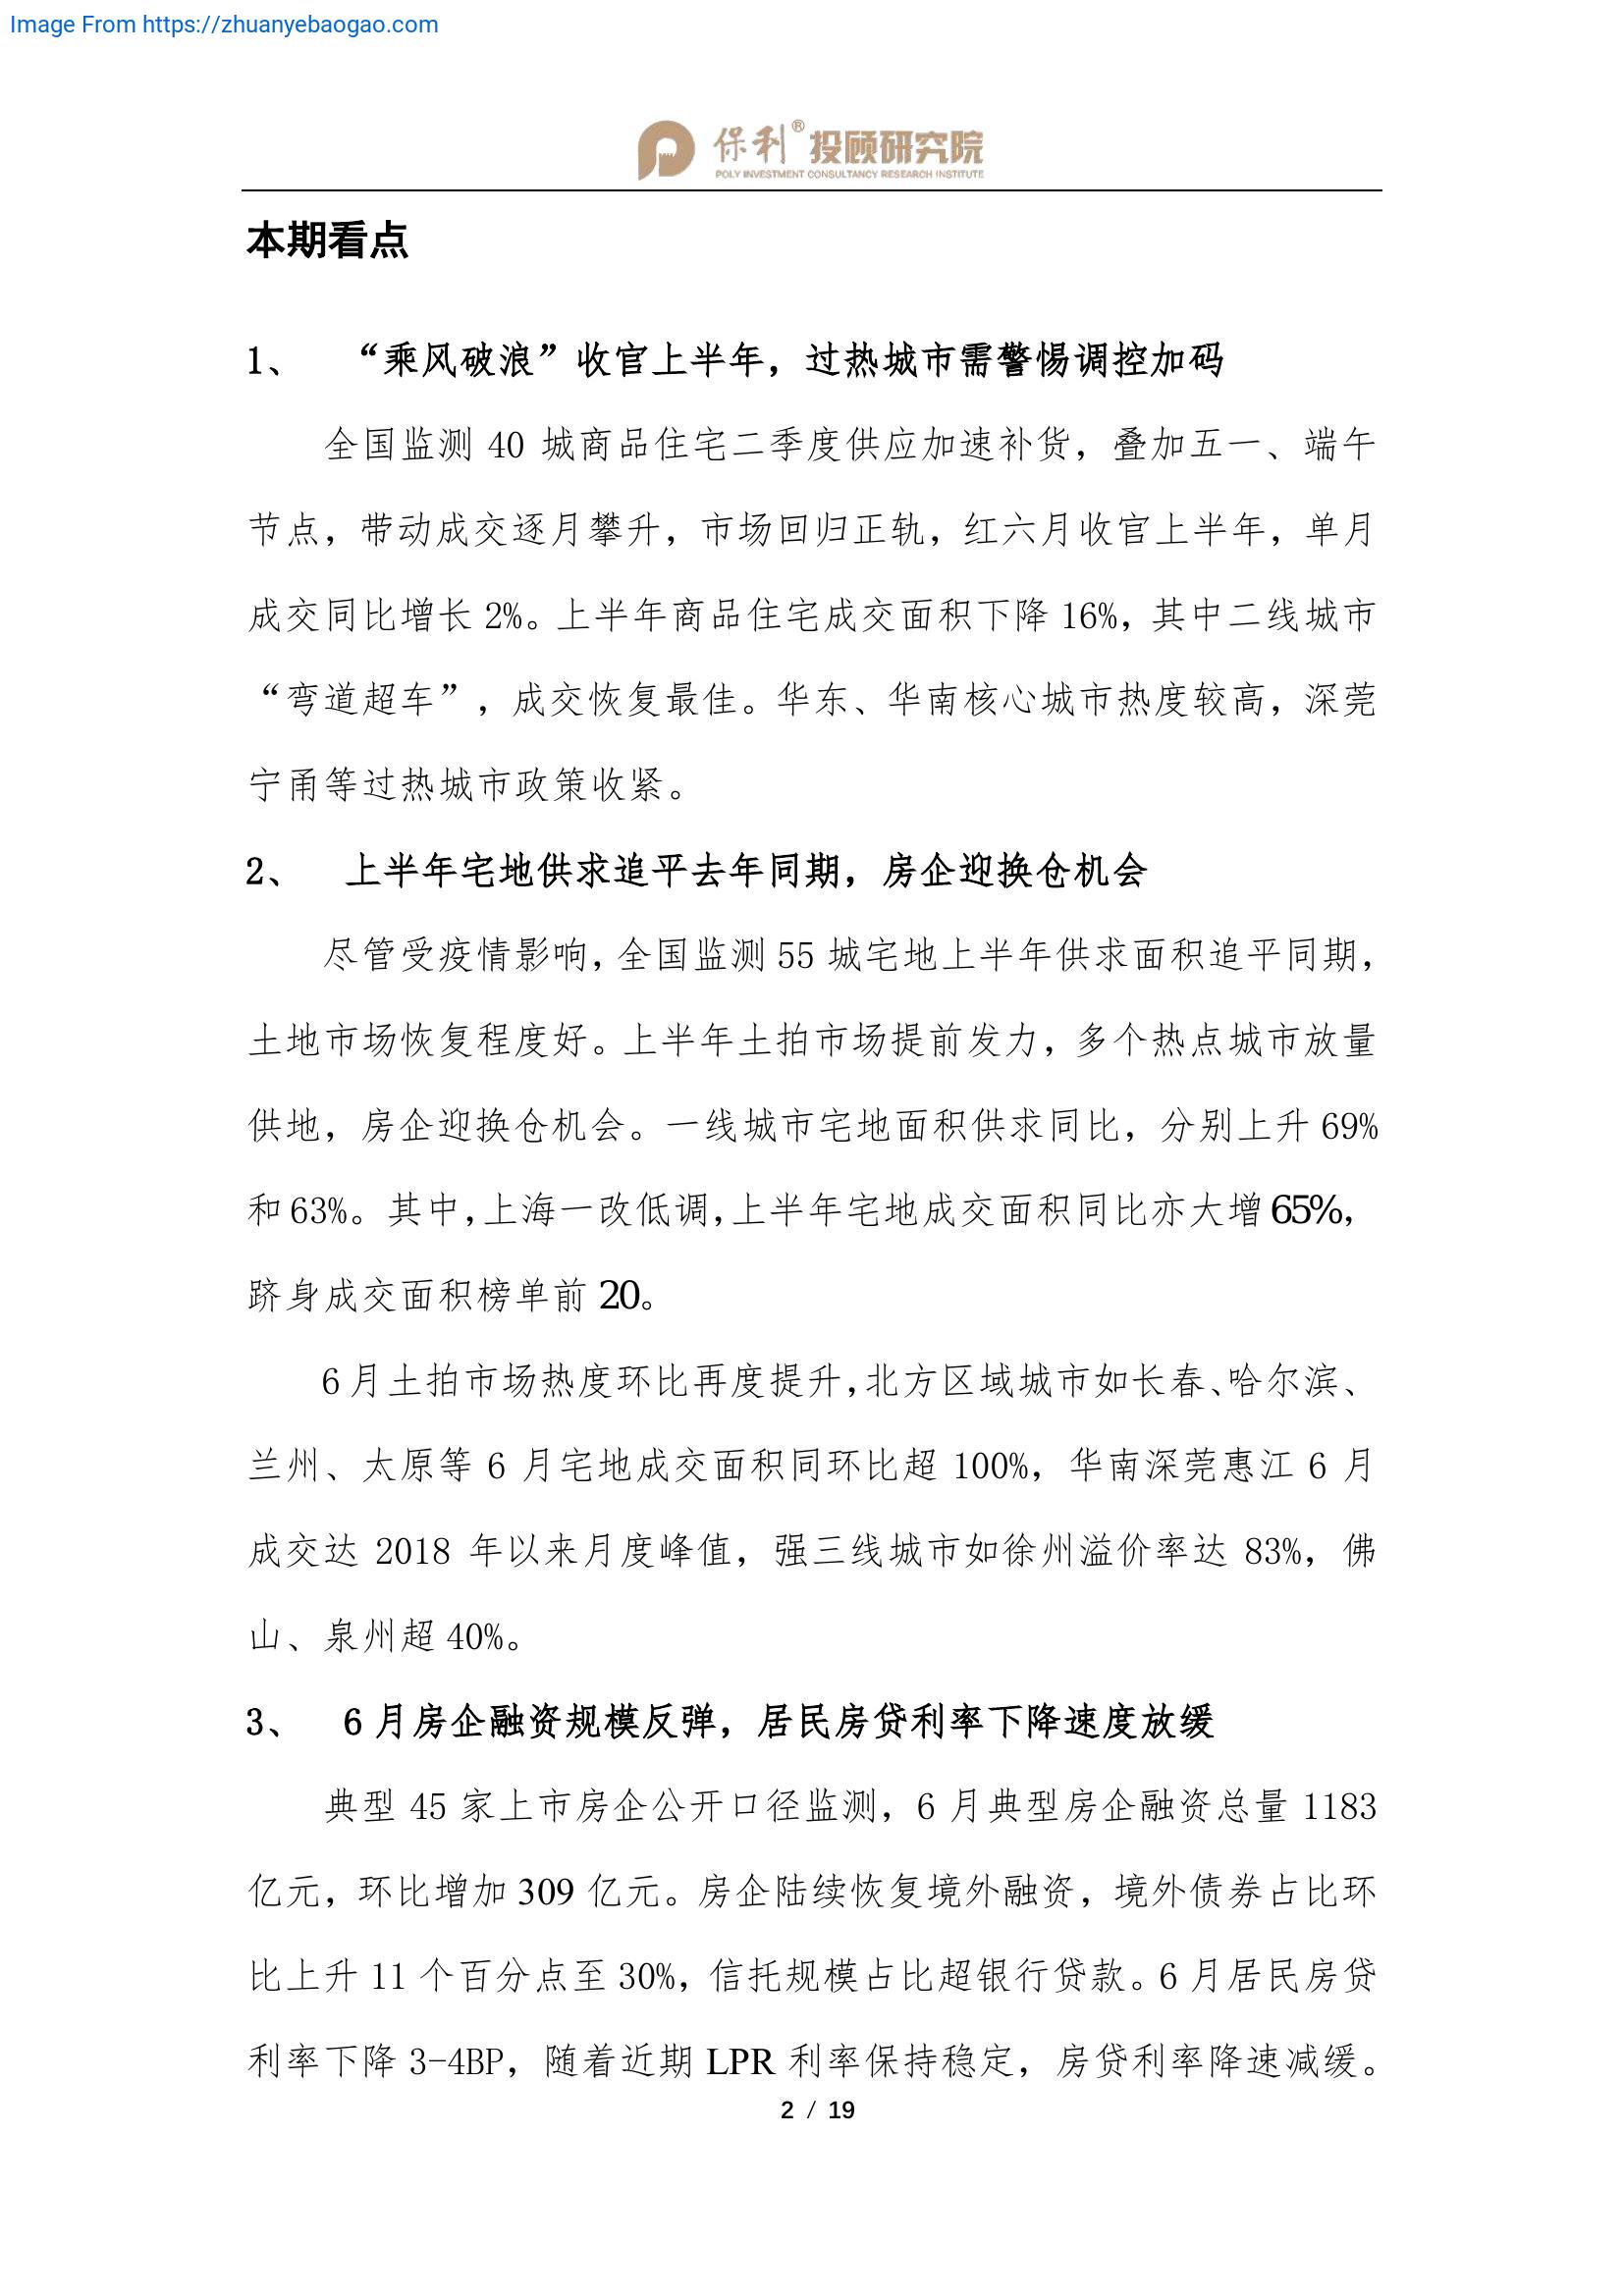 Image From https://zhuanyebaogao.com
保利® 投顾研究院
POLY INVESTMENT CONSULTANCY RESEARCH INSTITUTE
本期看点
1、 “乘风破浪”收官上半年，过热城市需警惕调控加码
全国监测 40 城商品住宅二季度供应加速补货，叠加五一、端午
节点，带动成交逐月攀升，市场回归正轨，红六月收官上半年，单月
成交同比增长 2%。上半年商品住宅成交面积下降 16%，其中二线城市
“弯道超车”，成交恢复最佳。华东、华南核心城市热度较高，深莞
宁甬等过热城市政策收紧。
2、 上半年宅地供求追平去年同期，房企迎换仓机会
尽管受疫情影响，全国监测 55 城宅地上半年供求面积追平同期，
土地市场恢复程度好。上半年土拍市场提前发力，多个热点城市放量
供地，房企迎换仓机会。一线城市宅地面积供求同比，分别上升 69%
和 63%。其中，上海一改低调，上半年宅地成交面积同比亦大增 65%，
跻身成交面积榜单前 20。
6 月土拍市场热度环比再度提升，北方区域城市如长春、哈尔滨、
兰州、太原等 6 月宅地成交面积同环比超 100%，华南深莞惠江 6 月
成交达 2018 年以来月度峰值，强三线城市如徐州溢价率达 83%，佛
山、泉州超 40%。
3、 6 月房企融资规模反弹，居民房贷利率下降速度放缓
典型 45 家上市房企公开口径监测，6 月典型房企融资总量 1183
亿元，环比增加 309 亿元。房企陆续恢复境外融资，境外债券占比环
比上升 11 个百分点至 30%，信托规模占比超银行贷款。6 月居民房贷
利率下降 3-4BP，随着近期 LPR 利率保持稳定，房贷利率降速减缓。
2 / 19